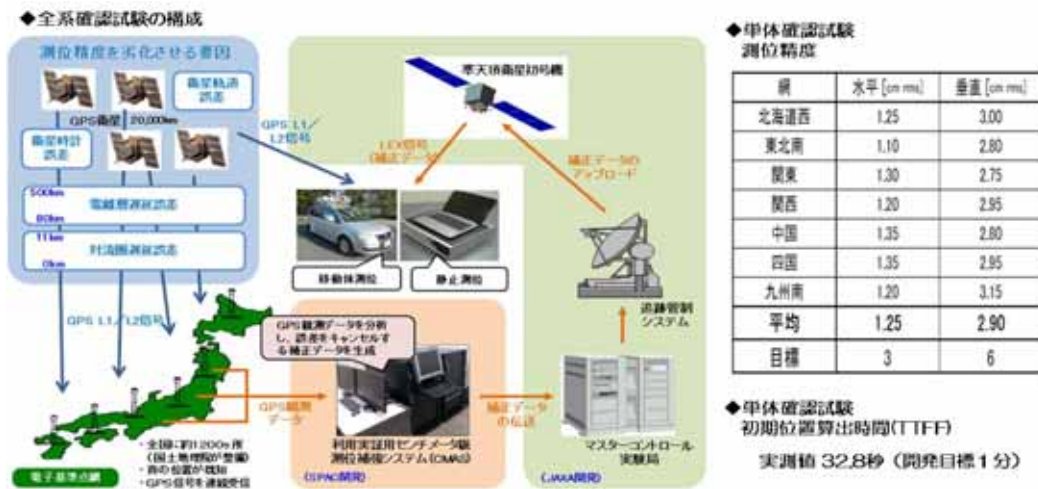 ◆全系確認試験の構成
測位精度を劣化させる要因
衛星軌道
誤差
GPS衛星 20,000km
衛星時計
誤差
500km
電離層遅延誤差
80km
11km
対流圏遅延誤差
0km
GPS L1/L2信号
GPS L1/
L2信号
準天頂衛星初号機
LEX信号
(補正データ)
補正データの
アップロード
移動体測位
静止測位
追跡管制
システム
GPS観測データを分析
し、誤差をキャンセルす
る補正データを生成
GPS観測
データ
利用実証用センチメータ級
測位補強システム(CMAS)
(SPAC開発)
補正データ
の伝送
マスターコントロール
実験局
(JAXA開発)
電子基準点網
・全国に約1200ヶ所
(国土地理院が整備)
・真の位置が既知
・GPS信号を連続受信
◆単体確認試験
測位精度
網 水平[cm rms] 垂直[cm rms]
北海道西 1.25 3.00
東北南 1.10 2.80
関東 1.30 2.75
関西 1.20 2.95
中国 1.35 2.80
四国 1.35 2.95
九州南 1.20 3.15
平均 1.25 2.90
目標 3 6
◆単体確認試験
初期位置算出時間(TTFF)
実測値 32.8秒（開発目標１分）